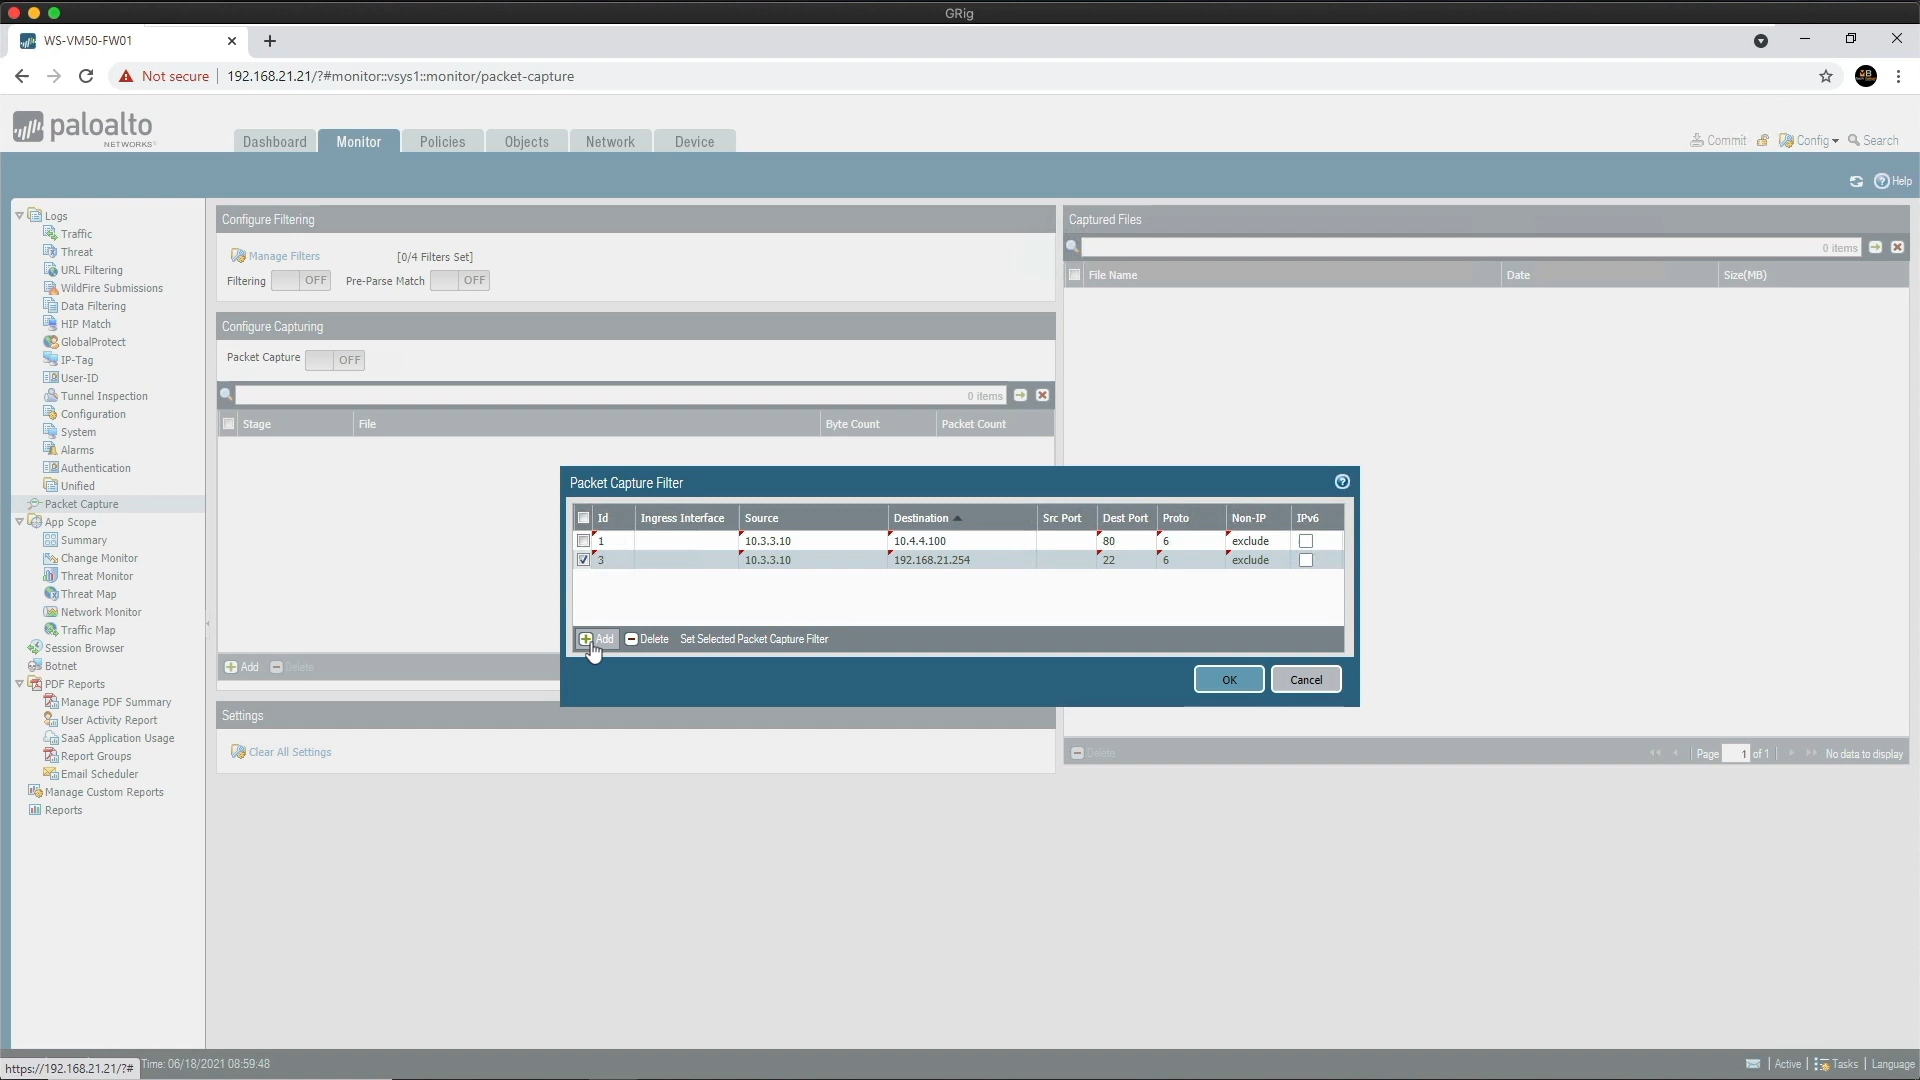 GRig
WS-VM50-FW01
Not secure
192.168.21.21/?#monitor::vsys1::monitor/packet-capture
paloalto
NETWORKS
Dashboard
Monitor
Policies
Objects
Network
Device
Commit
Config
Search
Help
Logs
Traffic
Threat
URL Filtering
WildFire Submissions
Data Filtering
HIP Match
GlobalProtect
IP-Tag
User-ID
Tunnel Inspection
Configuration
System
Alarms
Authentication
Unified
Packet Capture
App Scope
Summary
Change Monitor
Threat Monitor
Threat Map
Network Monitor
Traffic Map
Session Browser
Botnet
PDF Reports
Manage PDF Summary
User Activity Report
SaaS Application Usage
Report Groups
Email Scheduler
Manage Custom Reports
Reports
Configure Filtering
Manage Filters [0/4 Filters Set]
Filtering OFF Pre-Parse Match OFF
Configure Capturing
Packet Capture OFF
0 items
Stage File Byte Count Packet Count
Add Delete
Settings
Clear All Settings
Captured Files
0 items
File Name Date Size(MB)
Delete
Page 1 of 1 No data to display
Packet Capture Filter
Id Ingress Interface Source Destination Src Port Dest Port Proto Non-IP IPv6
1 10.3.3.10 10.4.4.100 80 6 exclude
3 10.3.3.10 192.168.21.254 22 6 exclude
Add Delete Set Selected Packet Capture Filter
OK Cancel
https://192.168.21.21/?#
Time: 06/18/2021 08:59:48
Active Tasks Language